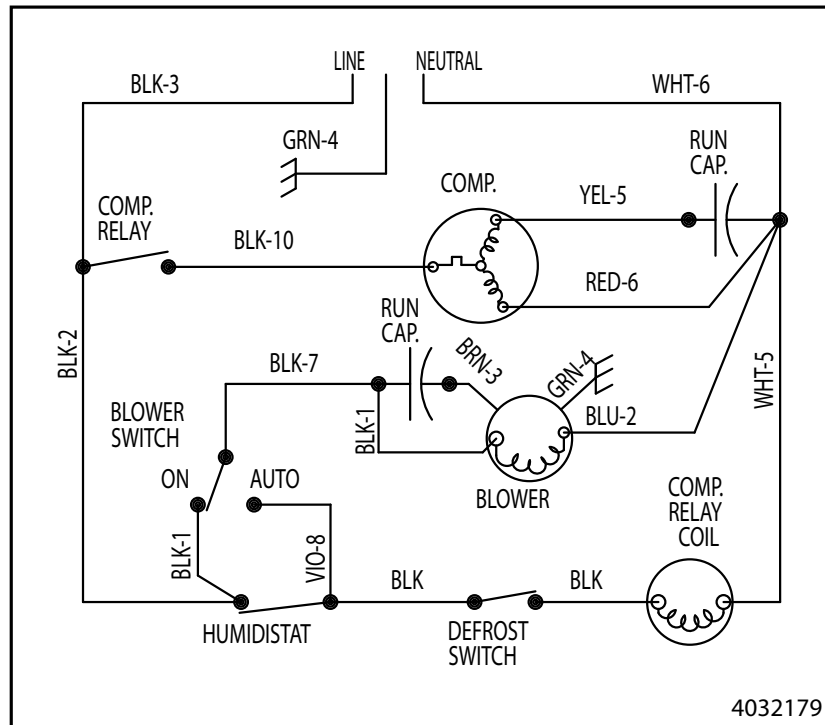 LINE
NEUTRAL
BLK-3
WHT-6
GRN-4
RUN
CAP.
COMP.
YEL-5
COMP.
RELAY
BLK-10
RED-6
RUN
CAP.
BLK-2
BLK-7
BRN-3
GRN-4
WHT-5
BLOWER
SWITCH
BLK-1
BLU-2
ON
AUTO
BLOWER
COMP.
RELAY
COIL
BLK-1
VIO-8
BLK
BLK
HUMIDISTAT
DEFROST
SWITCH
4032179